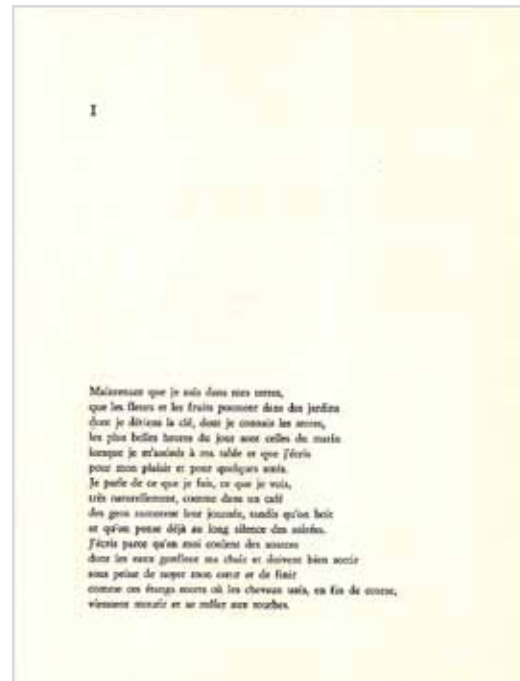 I
Maintenant que je suis dans mes terres,
que les fleurs et les fruits poussent dans des jardins
dont je détiens la clé, dont je connais les serres,
les plus belles heures du jour sont celles du matin
lorsque je m'assieds à ma table et que j'écris
pour mon plaisir et pour quelques amis.
Je parle de ce que je fais, ce que je vois,
très naturellement, comme dans un café
des gens racontent leur journée, tandis qu'on boit
et qu'on pense déjà au long silence des soirées.
J'écris parce qu'en moi coulent des sources
dont les eaux gonflent ma chair et doivent bien sortir
sous peine de noyer mon cœur et de finir
comme ces étangs morts où les chevaux usés, en fin de course,
viennent mourir et se mêler aux